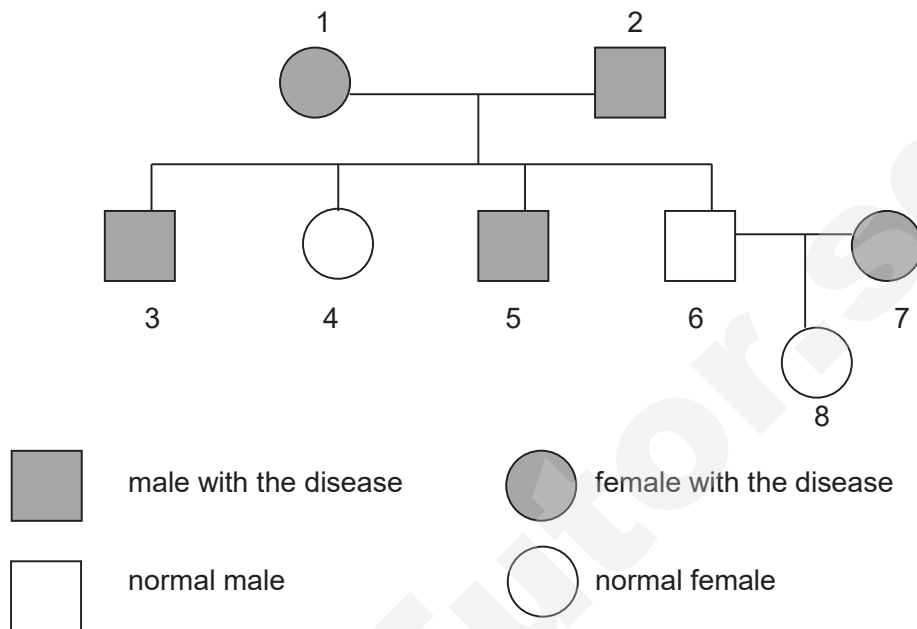 1 2
3 4 5 6 7
8
male with the disease female with the disease
normal male normal female